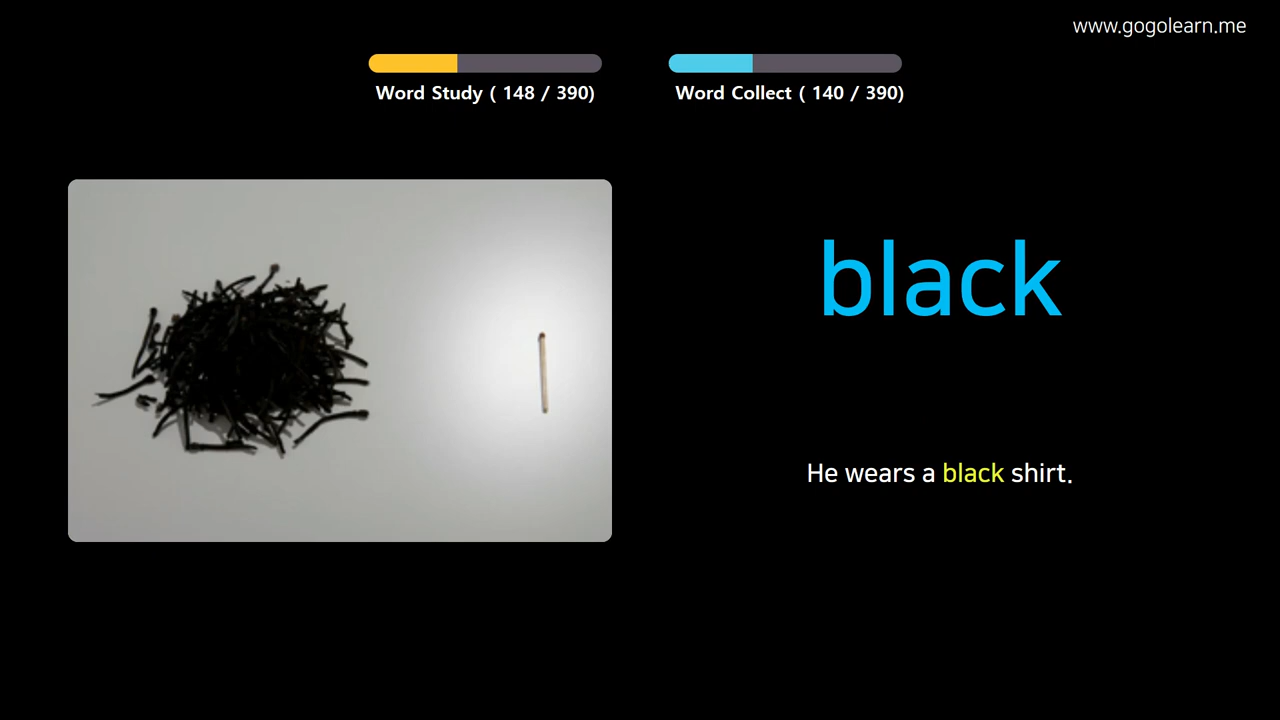 www.gogolearn.me
Word Study ( 148 / 390)
Word Collect ( 140 / 390)
black
He wears a black shirt.